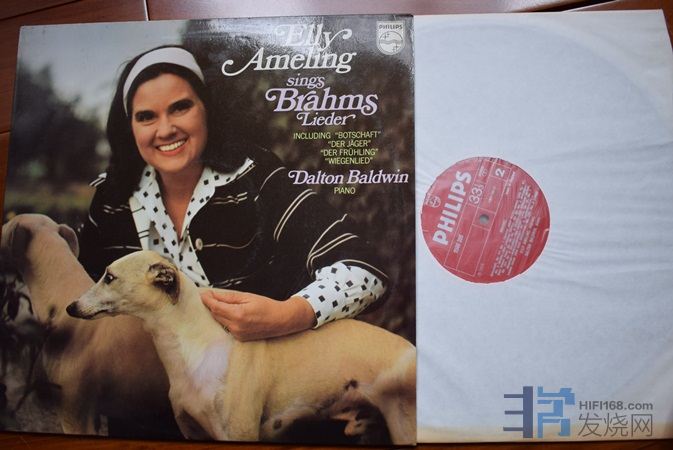 Elly
Ameling
sings
Brahms
Lieder
INCLUDING "BOTSCHAFT"
"DER JÄGER"
"DER FRÜHLING"
"WIEGENLIED"
Dalton Baldwin
PIANO
PHILIPS
PHILIPS
33⅓
2
HIFI168.com
发烧网